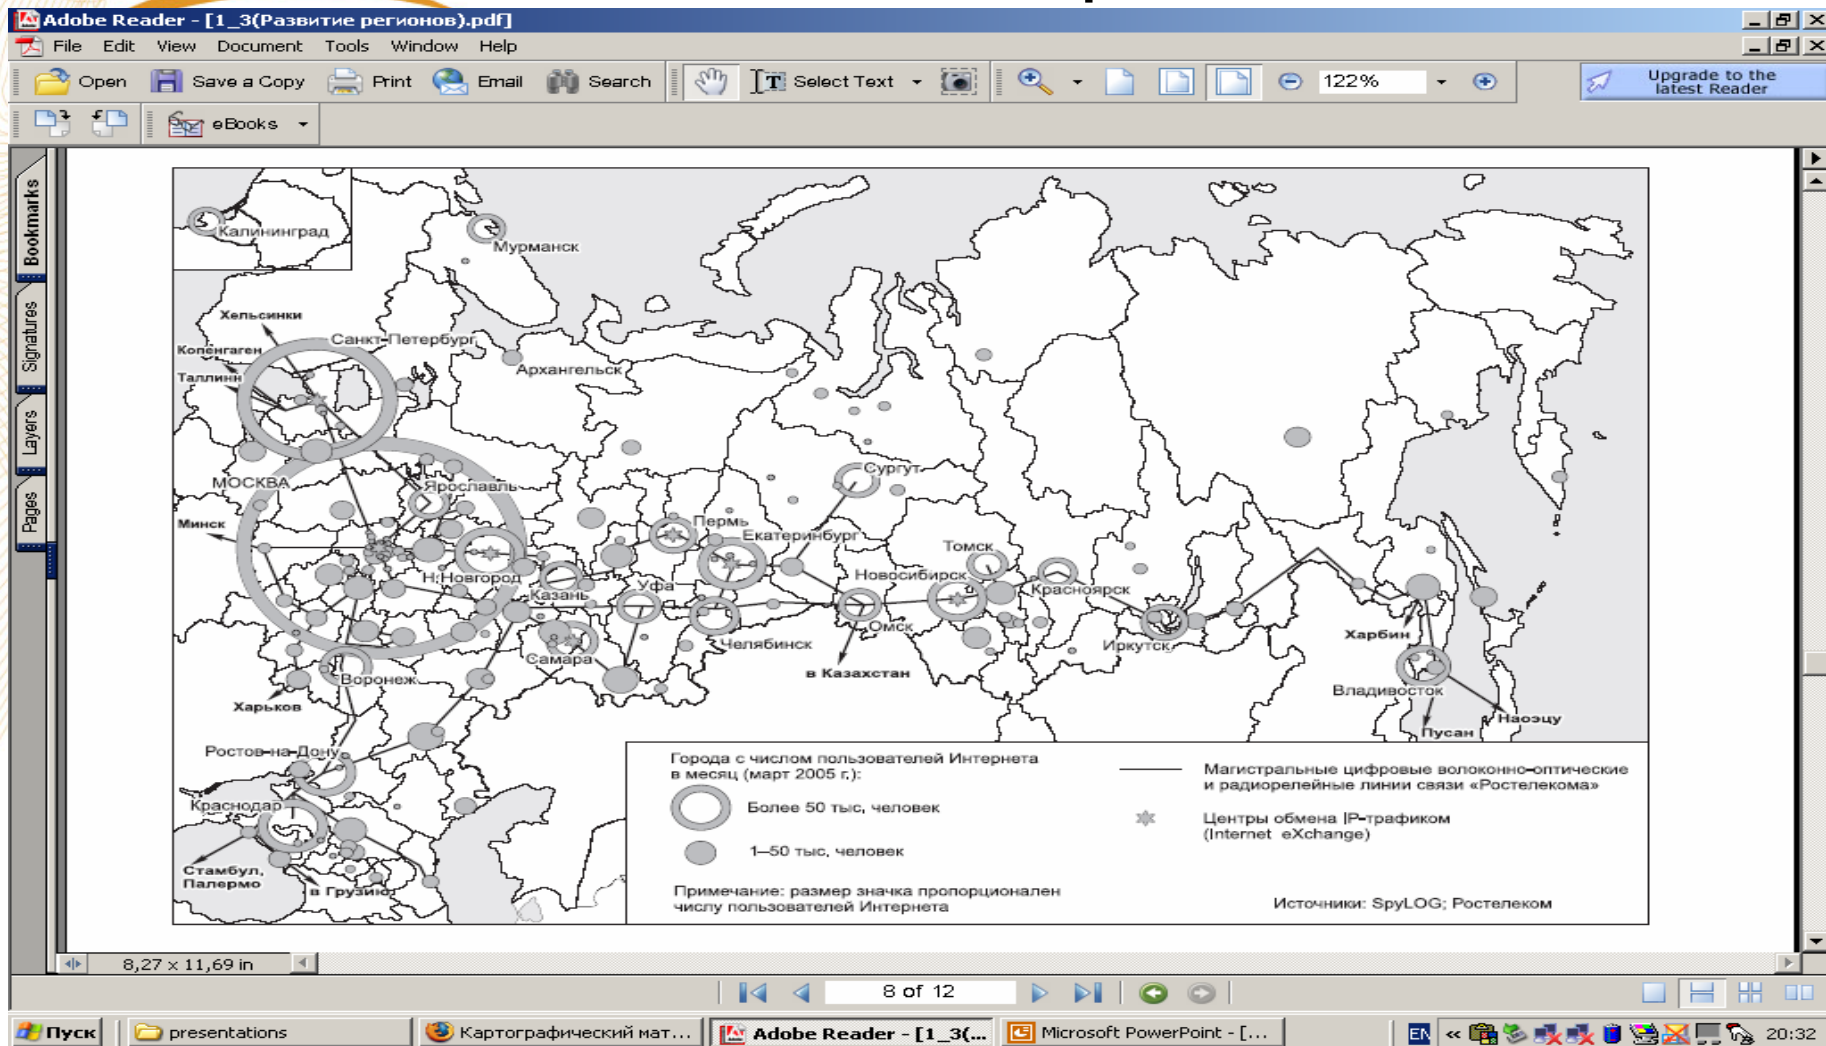 Adobe Reader - [1_3(Развитие регионов).pdf]
File Edit View Document Tools Window Help
Open Save a Copy Print Email Search Select Text 122% Upgrade to the
latest Reader
eBooks
Bookmarks
Signatures
Layers
Pages
Калининград
Мурманск
Хельсинки
Санкт-Петербург
Копенгаген
Таллинн
Архангельск
МОСКВА
Ярославль
Сургут
Минск
Пермь
Екатеринбург
Томск
Н.Новгород
Новосибирск
Казань
Уфа
Красноярск
Омск
Челябинск
Самара
Иркутск
Харбин
в Казахстан
Воронеж
Владивосток
Харьков
Наоэцу
Пусан
Ростов-на-Дону
Краснодар
Стамбул,
Палермо
в Грузию
Города с числом пользователей Интернета
в месяц (март 2005 г.):
Более 50 тыс, человек
1–50 тыс, человек
Примечание: размер значка пропорционален
числу пользователей Интернета
Магистральные цифровые волоконно-оптические
и радиорелейные линии связи «Ростелекома»
Центры обмена IP-трафиком
(Internet eXchange)
Источники: SpyLOG; Ростелеком
8,27 x 11,69 in
8 of 12
Пуск presentations Картографический мат... Adobe Reader - [1_3(... Microsoft PowerPoint - [... EN « 20:32